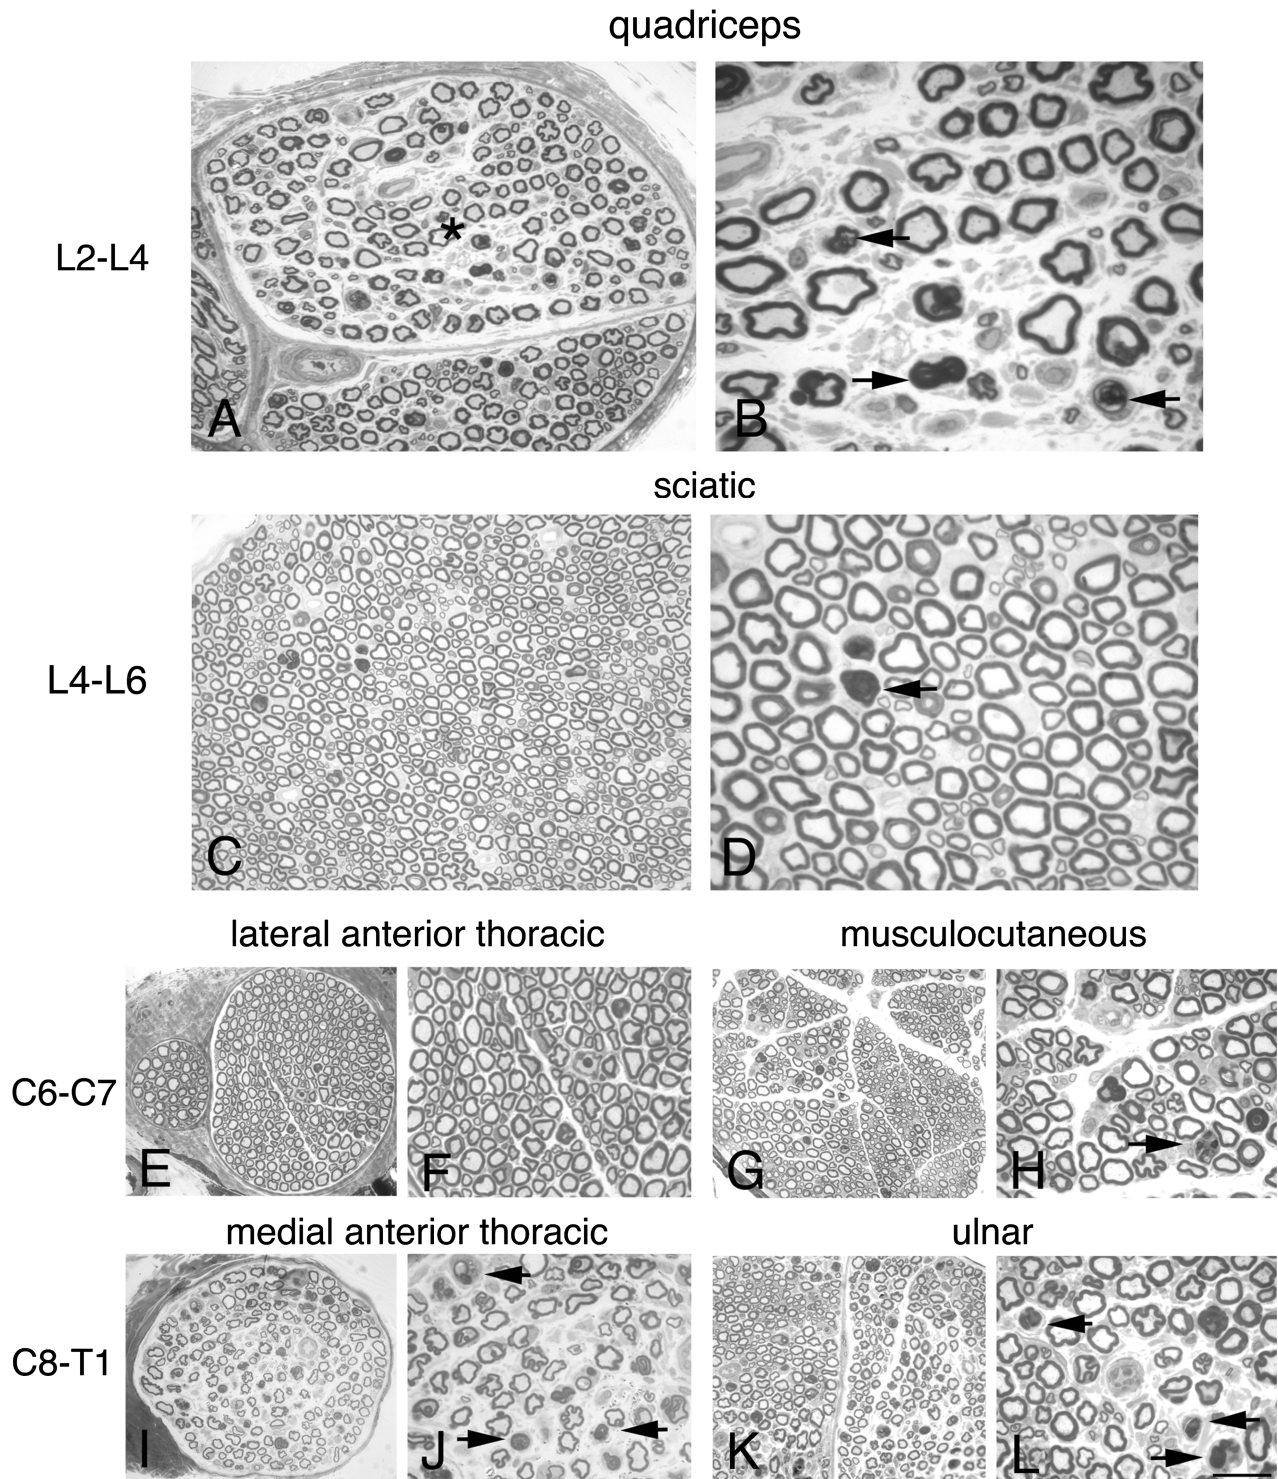 quadriceps
L2-L4
*
A
B
sciatic
L4-L6
C
D
lateral anterior thoracic
musculocutaneous
C6-C7
E
F
G
H
medial anterior thoracic
ulnar
C8-T1
I
J
K
L